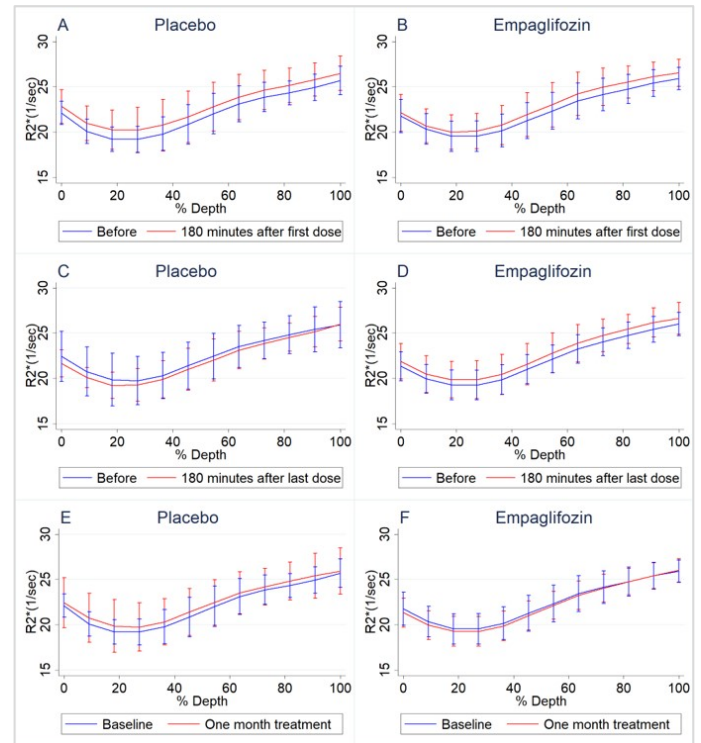 A Placebo
30
25
20
15
R2*(1/sec)
0 20 40 60 80 100
% Depth
Before 180 minutes after first dose
B Empaglifozin
30
25
20
15
R2*(1/sec)
0 20 40 60 80 100
% Depth
Before 180 minutes after first dose
C Placebo
30
25
20
15
R2*(1/sec)
0 20 40 60 80 100
% Depth
Before 180 minutes after last dose
D Empaglifozin
30
25
20
15
R2*(1/sec)
0 20 40 60 80 100
% Depth
Before 180 minutes after last dose
E Placebo
30
25
20
15
R2*(1/sec)
0 20 40 60 80 100
% Depth
Baseline One month treatment
F Empaglifozin
30
25
20
15
R2*(1/sec)
0 20 40 60 80 100
% Depth
Baseline One month treatment